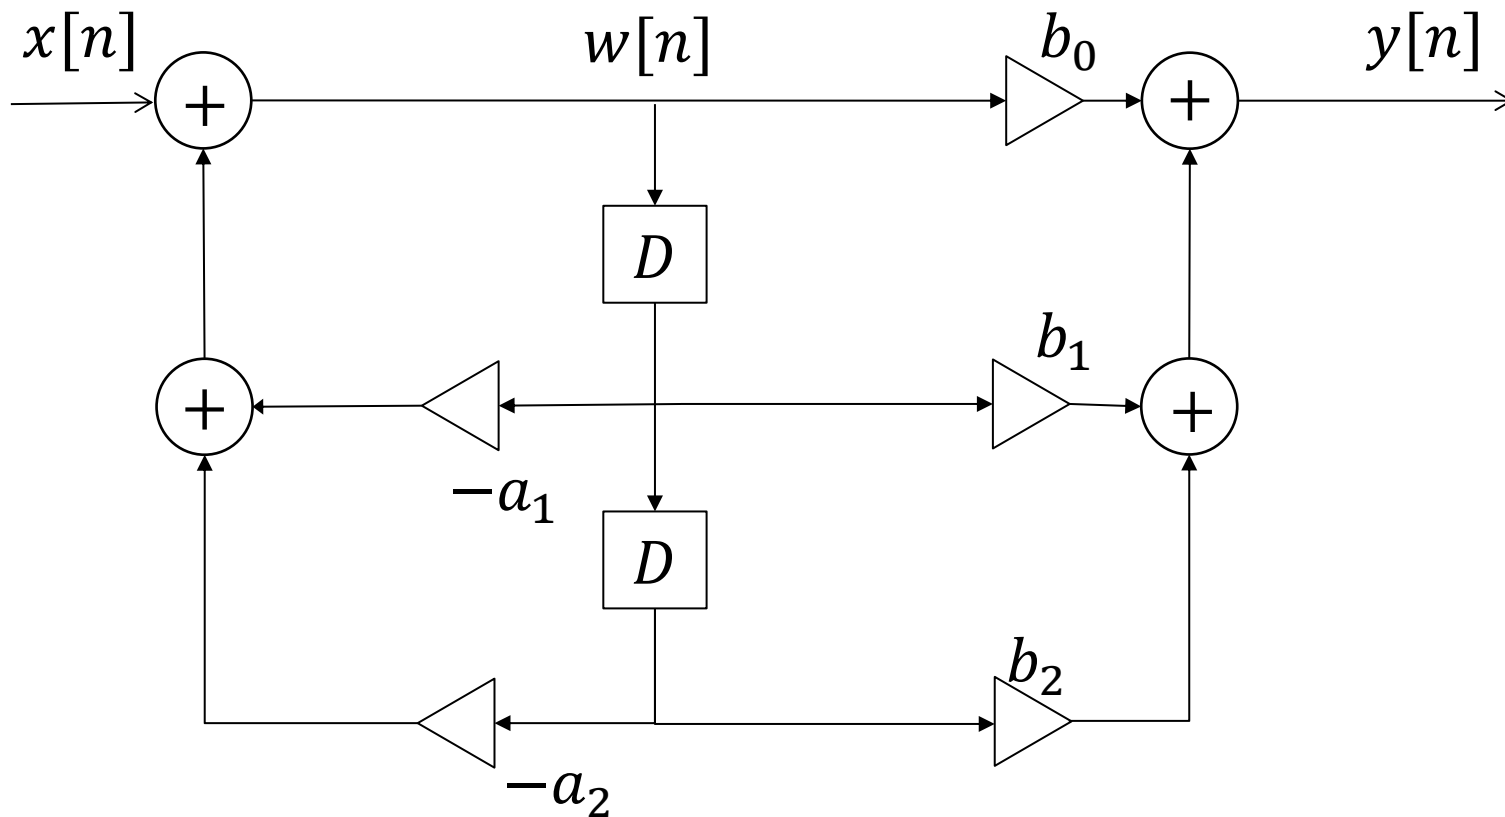 x[n]
w[n]
b₀
y[n]
+
+
D
b₁
+
+
−a₁
D
b₂
−a₂